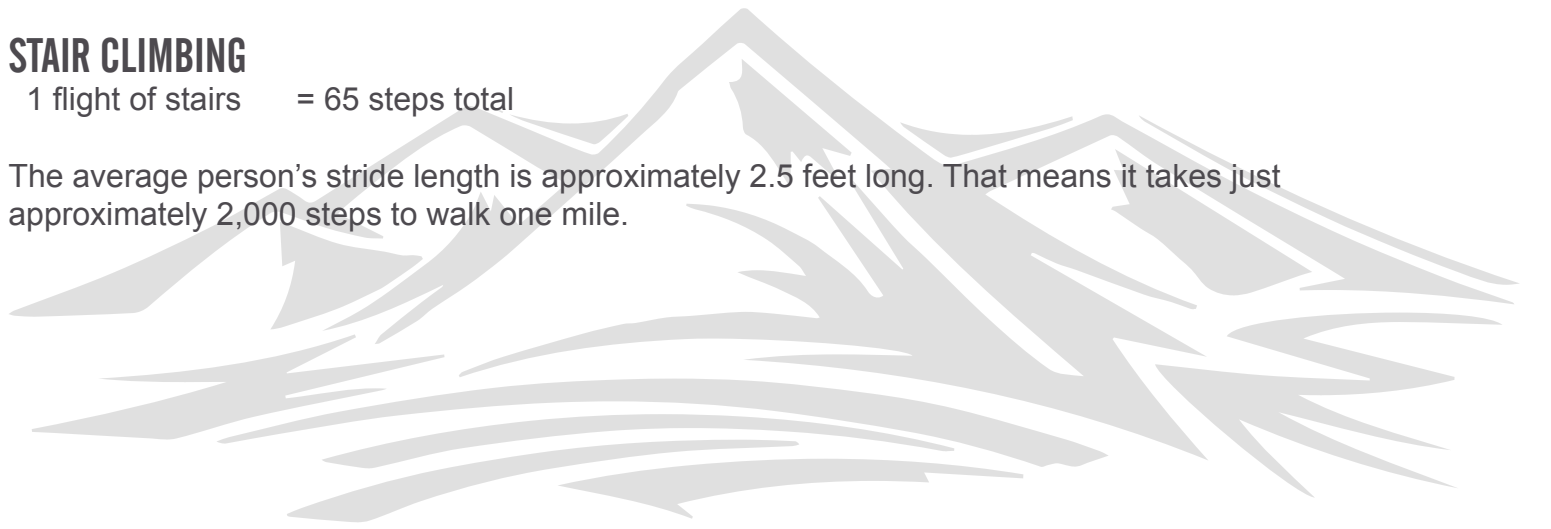 STAIR CLIMBING
1 flight of stairs = 65 steps total
The average person’s stride length is approximately 2.5 feet long. That means it takes just
approximately 2,000 steps to walk one mile.